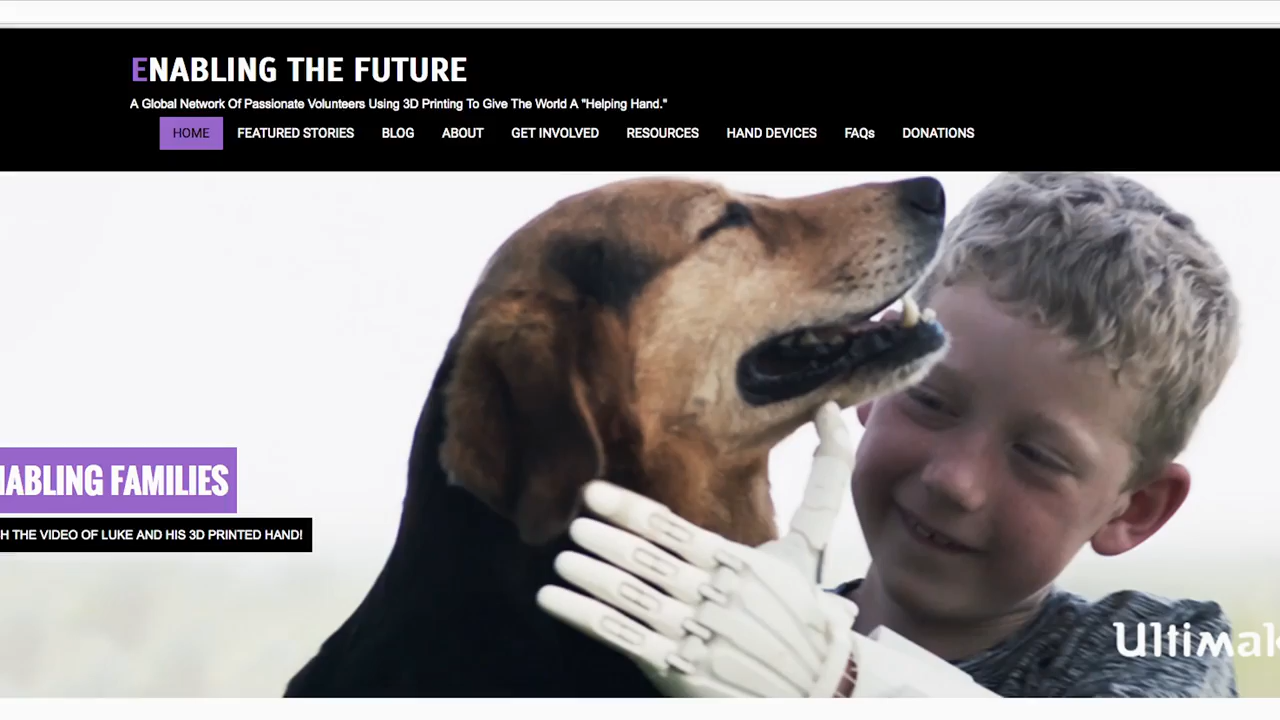 ENABLING THE FUTURE
A Global Network Of Passionate Volunteers Using 3D Printing To Give The World A "Helping Hand."
HOME FEATURED STORIES BLOG ABOUT GET INVOLVED RESOURCES HAND DEVICES FAQs DONATIONS
NABLING FAMILIES
H THE VIDEO OF LUKE AND HIS 3D PRINTED HAND!
Ultimak